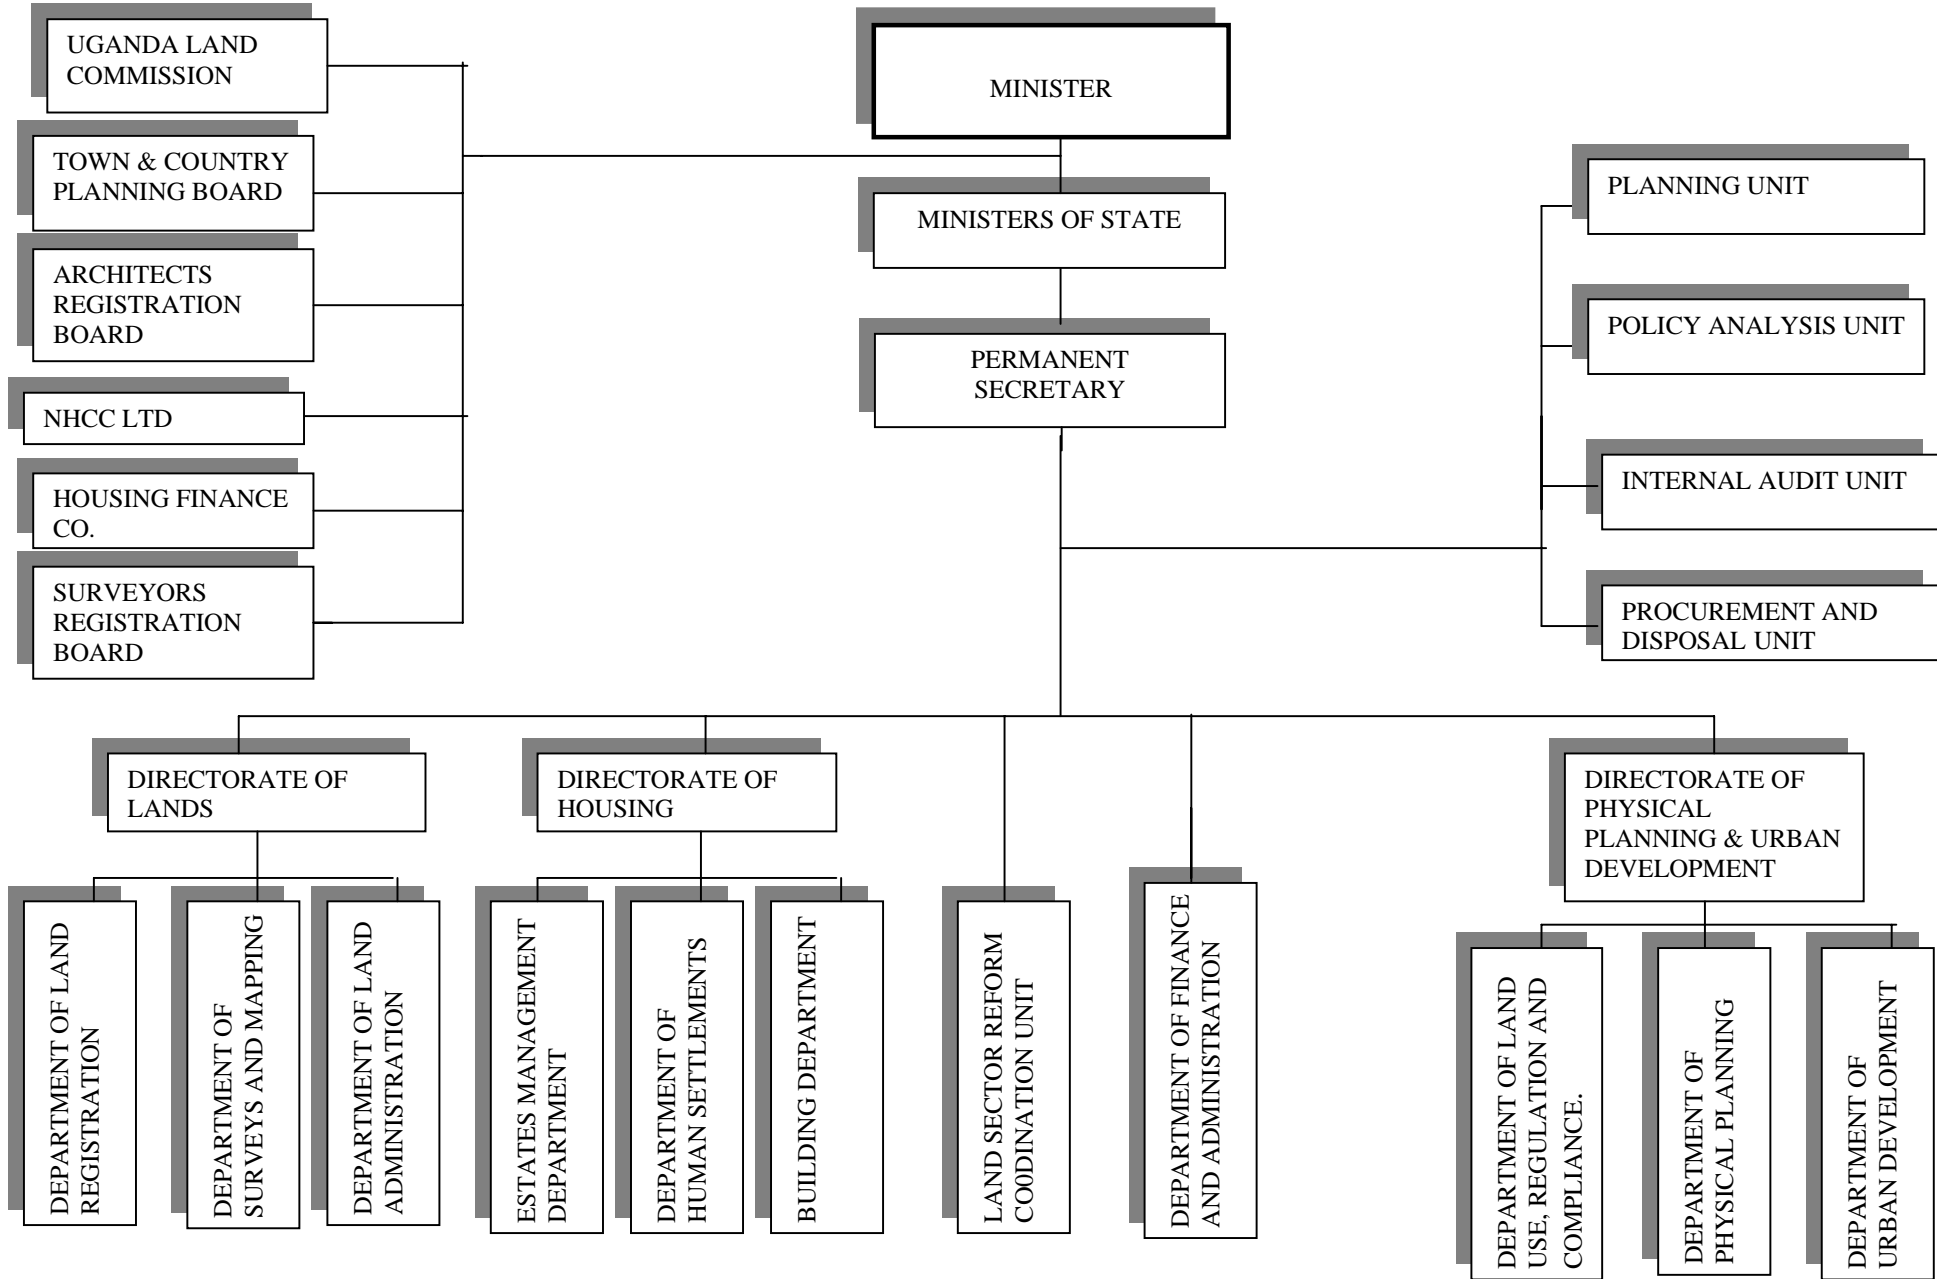 UGANDA LAND
COMMISSION
MINISTER
TOWN & COUNTRY
PLANNING BOARD
PLANNING UNIT
MINISTERS OF STATE
ARCHITECTS
REGISTRATION
BOARD
POLICY ANALYSIS UNIT
PERMANENT
SECRETARY
NHCC LTD
HOUSING FINANCE
CO.
INTERNAL AUDIT UNIT
SURVEYORS
REGISTRATION
BOARD
PROCUREMENT AND
DISPOSAL UNIT
DIRECTORATE OF
LANDS
DIRECTORATE OF
HOUSING
DIRECTORATE OF
PHYSICAL
PLANNING & URBAN
DEVELOPMENT
DEPARTMENT OF LAND
REGISTRATION
DEPARTMENT OF
SURVEYS AND MAPPING
DEPARTMENT OF LAND
ADMINISTRATION
ESTATES MANAGEMENT
DEPARTMENT
DEPARTMENT OF
HUMAN SETTLEMENTS
BUILDING DEPARTMENT
LAND SECTOR REFORM
CO0DINATION UNIT
DEPARTMENT OF FINANCE
AND ADMINISTRATION
DEPARTMENT OF LAND
USE, REGULATION AND
COMPLIANCE.
DEPARTMENT OF
PHYSICAL PLANNING
DEPARTMENT OF
URBAN DEVELOPMENT